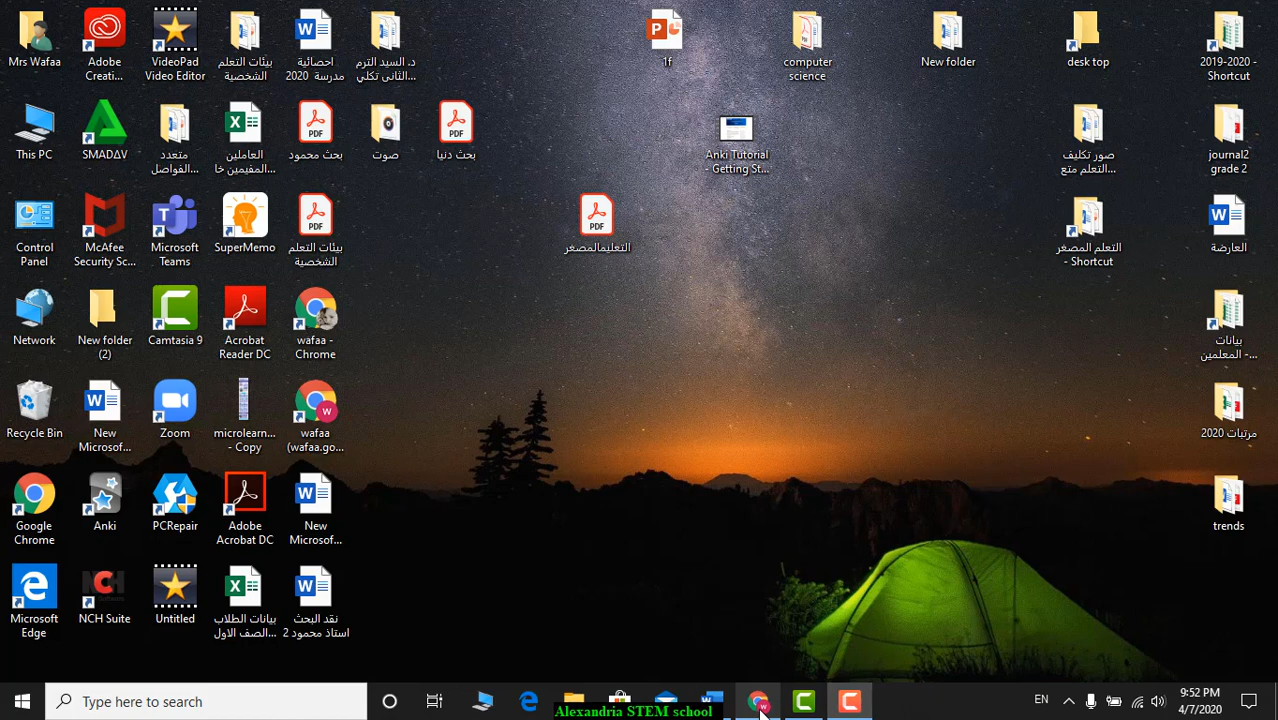 Mrs Wafaa
Adobe
Creati...
VideoPad
Video Editor
بيئات التعلم
الشخصية
احصائية
مدرسة 2020
د. السيد الترم
الثانى تكلي...
1f
computer
science
New folder
desk top
2019-2020 -
Shortcut
This PC
SMADΔV
متعدد
الفواصل
العاملين
المقيمين خا...
بحث محمود
صوت
بحث دنيا
Anki Tutorial
- Getting St...
صور تكليف
التعلم متع...
journal2
grade 2
Control
Panel
McAfee
Security Sc...
Microsoft
Teams
SuperMemo
بيئات التعلم
الشخصية
التعليمالمصغر
التعلم المصغر
- Shortcut
العارضة
Network
New folder
(2)
Camtasia 9
Acrobat
Reader DC
wafaa -
Chrome
بيانات
المعلمين -...
Recycle Bin
New
Microsof...
Zoom
microlearn...
- Copy
wafaa
(wafaa.go...
مرتبات 2020
Google
Chrome
Anki
PCRepair
Adobe
Acrobat DC
New
Microsof...
trends
Microsoft
Edge
NCH Suite
Untitled
بيانات الطلاب
الصف الاول...
نقد البحث
استاذ محمود 2
Type here to search
Alexandria STEM school
EN
9:52 PM
4/7/2020